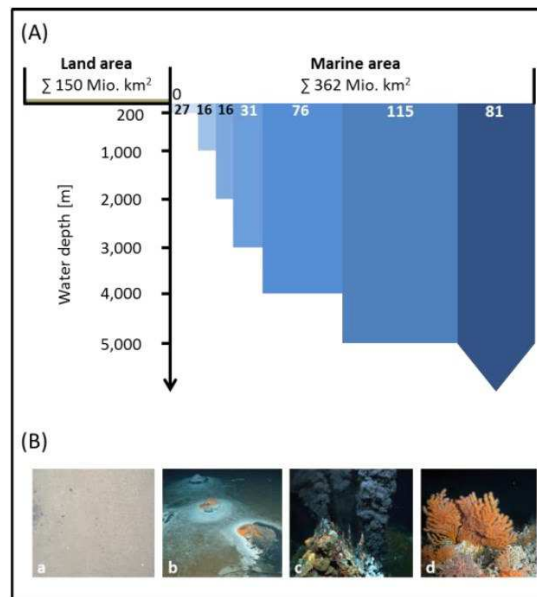 (A)
Land area
∑ 150 Mio. km²
Marine area
∑ 362 Mio. km²
0
27 16 16 31 76 115 81
200
1,000
2,000
3,000
4,000
5,000
Water depth [m]
(B)
a b c d